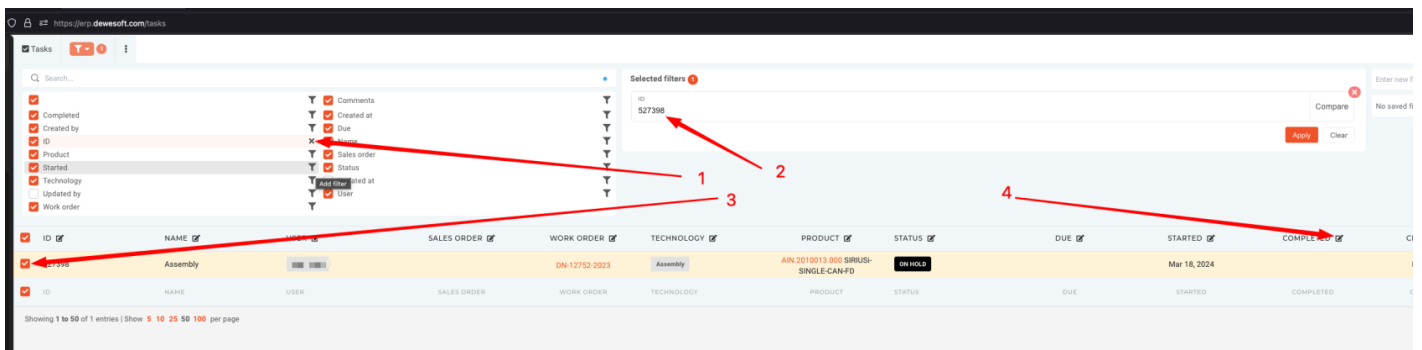 https://erp.dewesoft.com/tasks
Tasks 1
Search...
Selected filters 1
Enter new f
Comments
ID
527398
Compare
No saved fi
Completed Created at
Created by Due
ID Name
Apply Clear
Product Sales order
Started Status
Technology Add filter ated at
Updated by User
Work order
1
2
3
4
ID NAME USER SALES ORDER WORK ORDER TECHNOLOGY PRODUCT STATUS DUE STARTED COMPLETED
527398 Assembly DN-12752-2023 Assembly AIN.2010013.000 SIRIUSi-SINGLE-CAN-FD ON HOLD Mar 18, 2024
ID NAME USER SALES ORDER WORK ORDER TECHNOLOGY PRODUCT STATUS DUE STARTED COMPLETED
Showing 1 to 50 of 1 entries | Show 5 10 25 50 100 per page